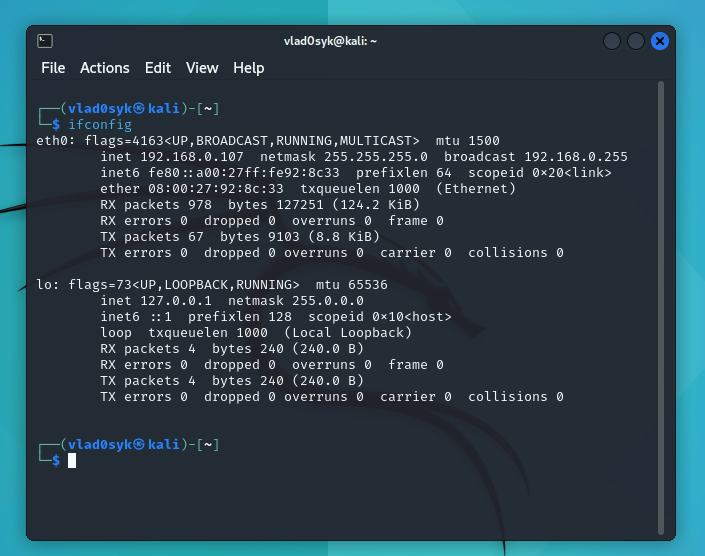 vlad0syk@kali: ~
File Actions Edit View Help
┌──(vlad0syk㉿kali)-[~]
└─$ ifconfig
eth0: flags=4163<UP,BROADCAST,RUNNING,MULTICAST>  mtu 1500
        inet 192.168.0.107  netmask 255.255.255.0  broadcast 192.168.0.255
        inet6 fe80::a00:27ff:fe92:8c33  prefixlen 64  scopeid 0x20<link>
        ether 08:00:27:92:8c:33  txqueuelen 1000  (Ethernet)
        RX packets 978  bytes 127251 (124.2 KiB)
        RX errors 0  dropped 0  overruns 0  frame 0
        TX packets 67  bytes 9103 (8.8 KiB)
        TX errors 0  dropped 0 overruns 0  carrier 0  collisions 0
lo: flags=73<UP,LOOPBACK,RUNNING>  mtu 65536
        inet 127.0.0.1  netmask 255.0.0.0
        inet6 ::1  prefixlen 128  scopeid 0x10<host>
        loop  txqueuelen 1000  (Local Loopback)
        RX packets 4  bytes 240 (240.0 B)
        RX errors 0  dropped 0  overruns 0  frame 0
        TX packets 4  bytes 240 (240.0 B)
        TX errors 0  dropped 0 overruns 0  carrier 0  collisions 0
┌──(vlad0syk㉿kali)-[~]
└─$